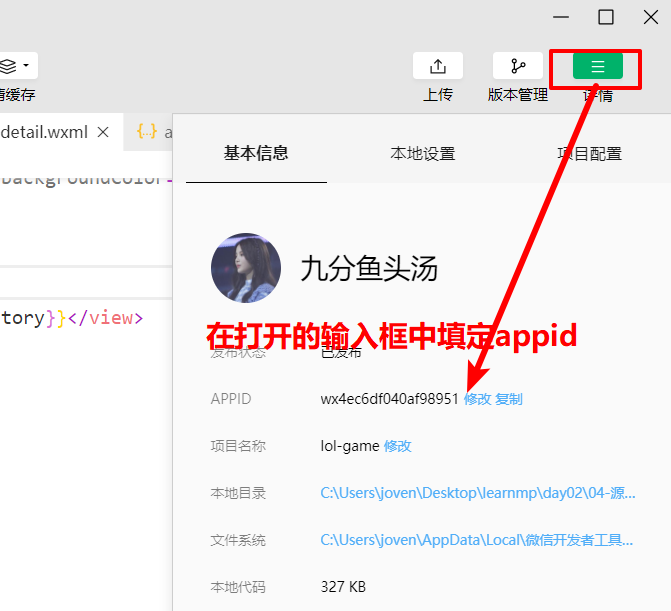 清缓存
上传
版本管理
详情
detail.wxml
{..} a
基本信息
本地设置
项目配置
backgroundColor
九分鱼头汤
tory}}</view>
在打开的输入框中填定appid
发布状态 已发布
APPID wx4ec6df040af98951 修改 复制
项目名称 lol-game 修改
本地目录 C:\Users\joven\Desktop\learnmp\day02\04-源...
文件系统 C:\Users\joven\AppData\Local\微信开发者工具...
本地代码 327 KB